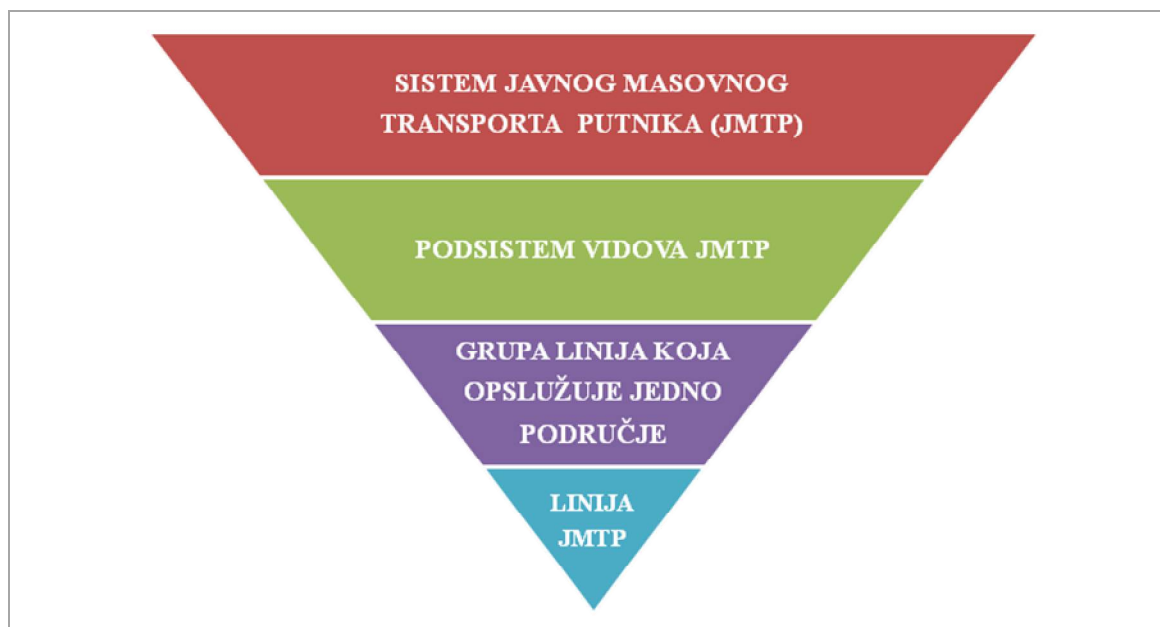 SISTEM JAVNOG MASOVNOG
TRANSPORTA PUTNIKA (JMTP)
PODSISTEM VIDOVA JMTP
GRUPA LINIJA KOJA
OPSLUŽUJE JEDNO
PODRUČJE
LINIJA
JMTP